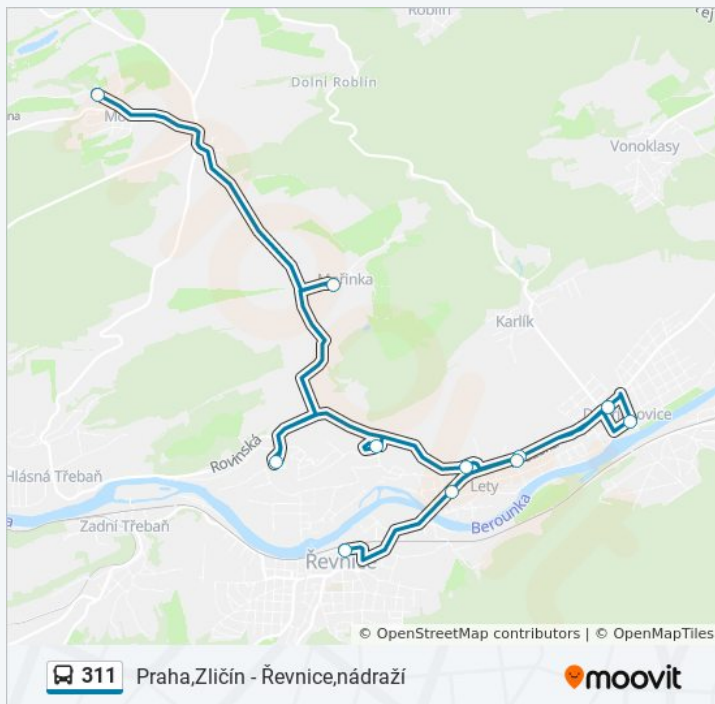 Roblín
Dolní Roblín
Vonoklasy
Mořinka
Karlík
Rovinská
Hlásná Třebaň
Lety
Berounka
Zadní Třebaň
Řevnice
© OpenStreetMap contributors | © OpenMapTiles
311 Praha,Zličín - Řevnice,nádraží
moovit